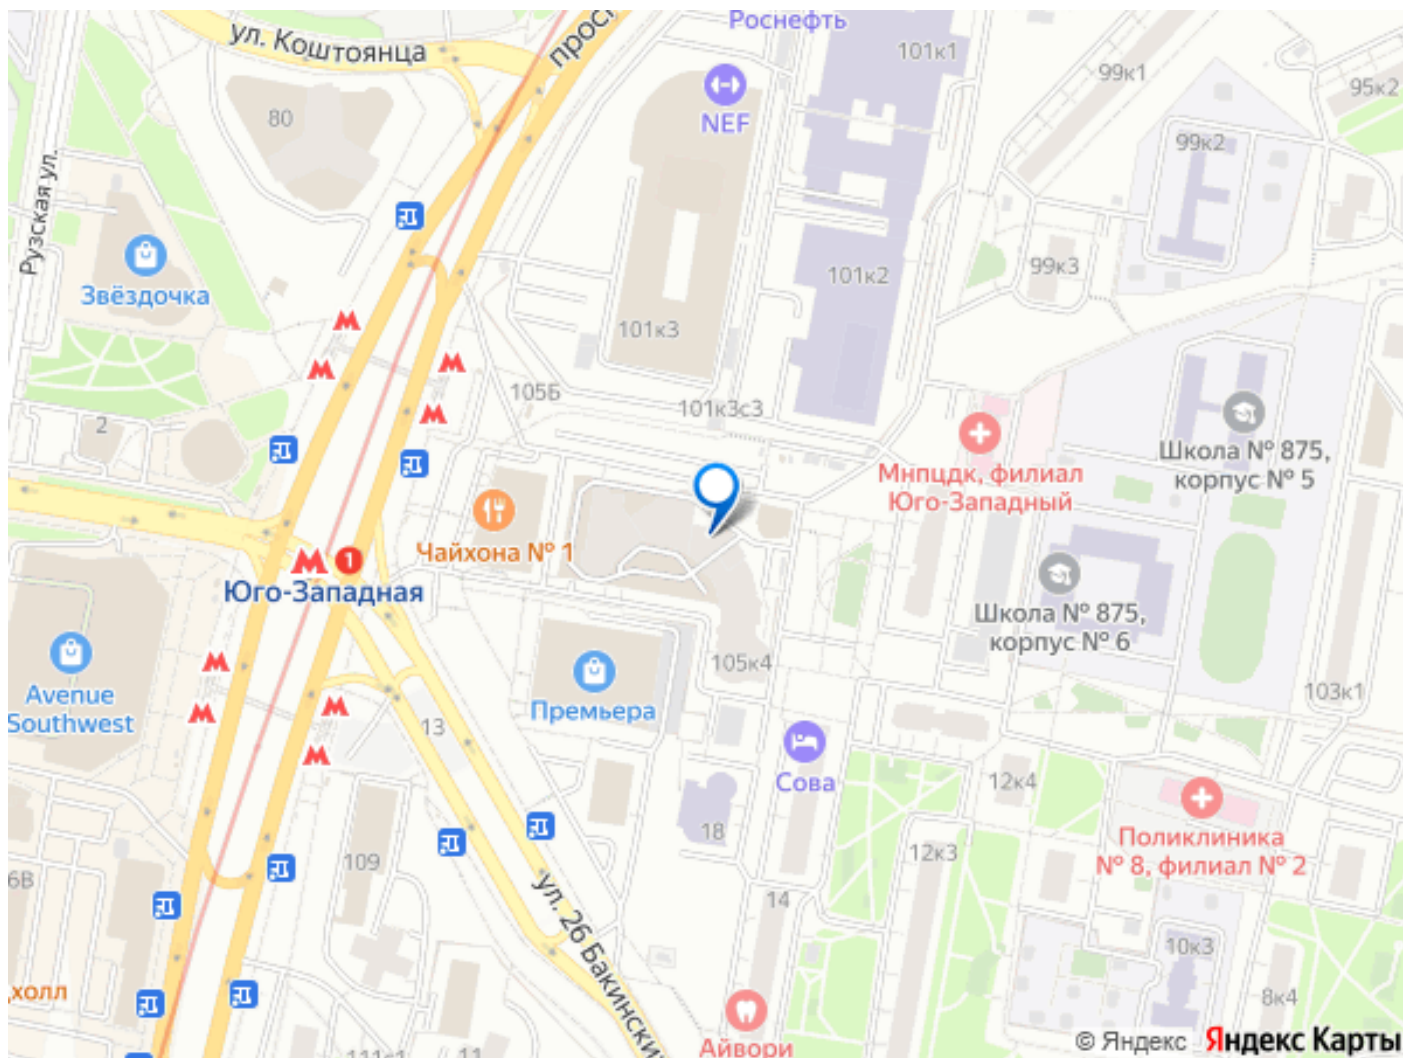 Роснефть
ул. Коштоянца
101к1
99к1
95к2
80
NEF
99к2
Рузская ул.
99к3
101к2
Звёздочка
101к3
105Б
101к3с3
2
Школа № 875,
корпус № 5
Мнпцдк, филиал
Юго-Западный
Чайхона № 1
1
Юго-Западная
Школа № 875,
корпус № 6
105к4
Avenue
Southwest
103к1
Премьера
13
Сова
12к4
18
Поликлиника
№ 8, филиал № 2
109
12к3
6В
14
ул. 26 Бакинских
10к3
холл
8к4
Айвори
11
© Яндекс Яндекс Карты